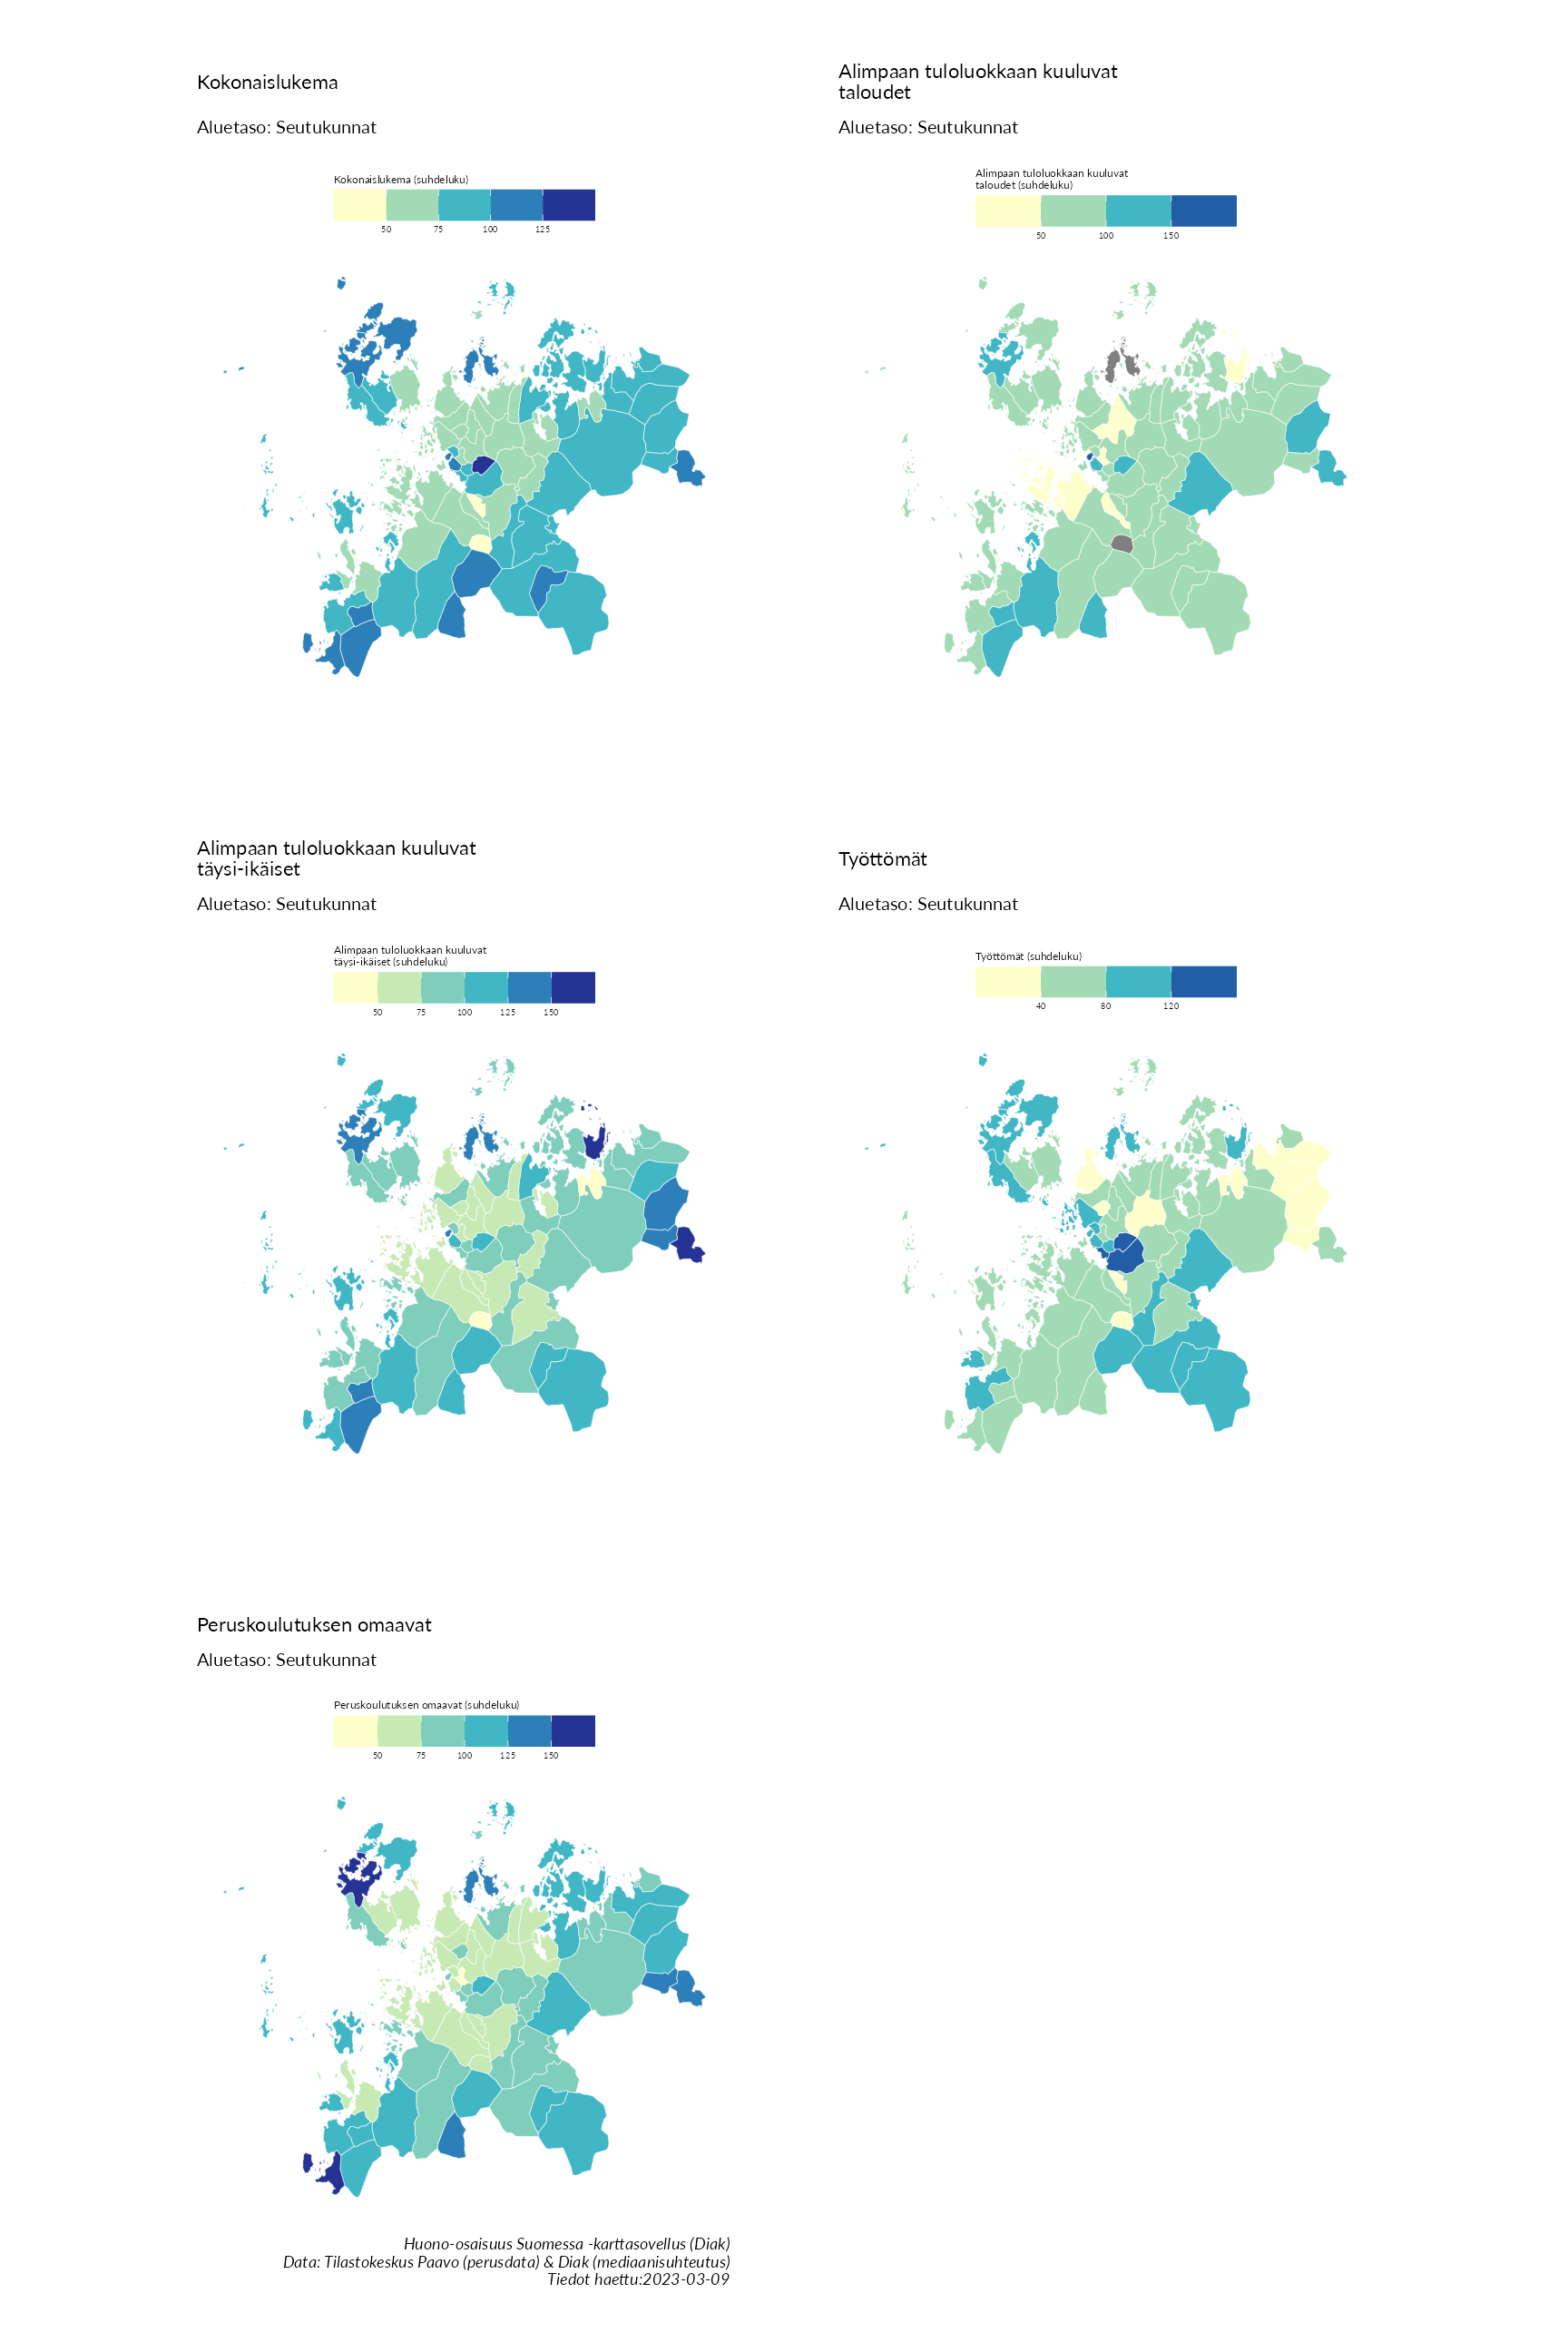 Kokonaislukema
Aluetaso: Seutukunnat
Kokonaislukema (suhdeluku)
50 75 100 125
Alimpaan tuloluokkaan kuuluvat
taloudet
Aluetaso: Seutukunnat
Alimpaan tuloluokkaan kuuluvat
taloudet (suhdeluku)
50 100 150
Alimpaan tuloluokkaan kuuluvat
täysi-ikäiset
Aluetaso: Seutukunnat
Alimpaan tuloluokkaan kuuluvat
täysi-ikäiset (suhdeluku)
50 75 100 125 150
Työttömät
Aluetaso: Seutukunnat
Työttömät (suhdeluku)
40 80 120
Peruskoulutuksen omaavat
Aluetaso: Seutukunnat
Peruskoulutuksen omaavat (suhdeluku)
50 75 100 125 150
Huono-osaisuus Suomessa -karttasovellus (Diak)
Data: Tilastokeskus Paavo (perusdata) & Diak (mediaanisuhteutus)
Tiedot haettu:2023-03-09